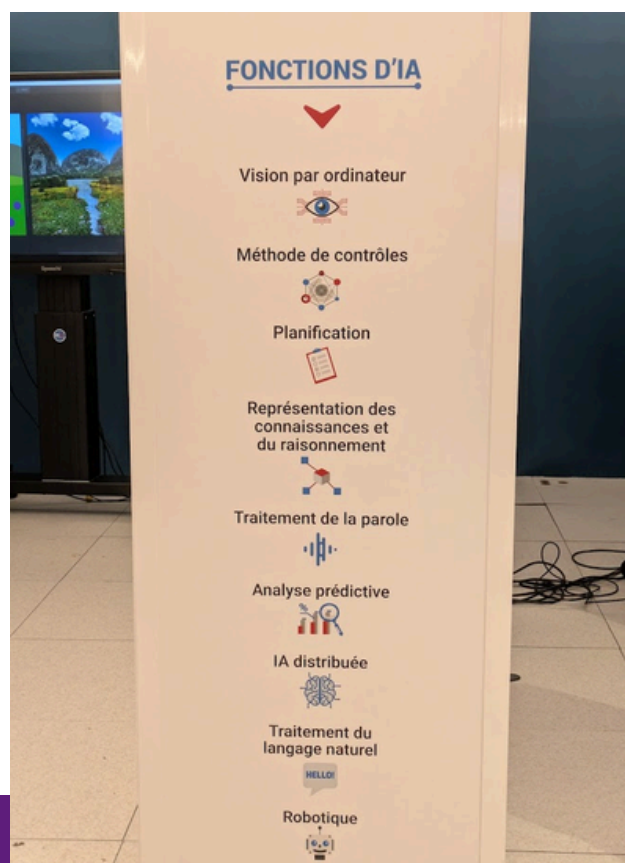 FONCTIONS D'IA
Vision par ordinateur
Méthode de contrôles
Planification
Représentation des
connaissances et
du raisonnement
Traitement de la parole
Analyse prédictive
IA distribuée
Traitement du
langage naturel
HELLO!
Robotique